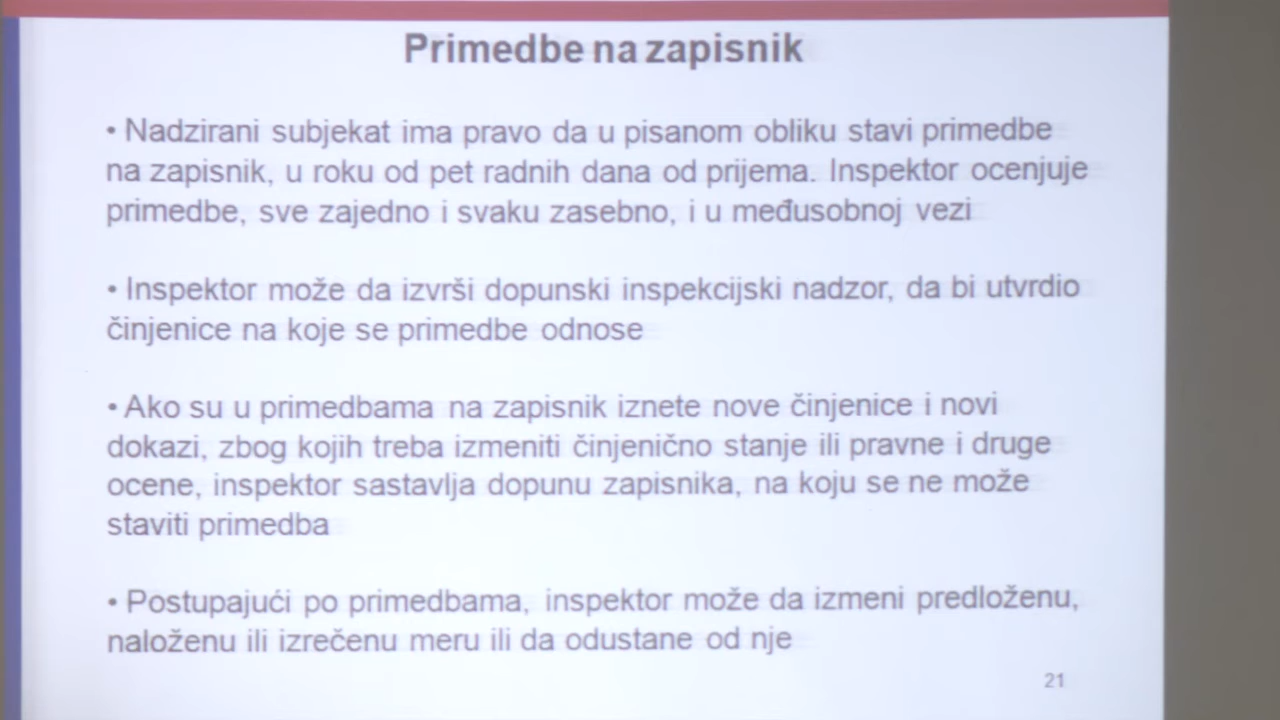 Primedbe na zapisnik
• Nadzirani subjekat ima pravo da u pisanom obliku stavi primedbe
na zapisnik, u roku od pet radnih dana od prijema. Inspektor ocenjuje
primedbe, sve zajedno i svaku zasebno, i u međusobnoj vezi
• Inspektor može da izvrši dopunski inspekcijski nadzor, da bi utvrdio
činjenice na koje se primedbe odnose
• Ako su u primedbama na zapisnik iznete nove činjenice i novi
dokazi, zbog kojih treba izmeniti činjenično stanje ili pravne i druge
ocene, inspektor sastavlja dopunu zapisnika, na koju se ne može
staviti primedba
• Postupajući po primedbama, inspektor može da izmeni predloženu,
naloženu ili izrečenu meru ili da odustane od nje
21